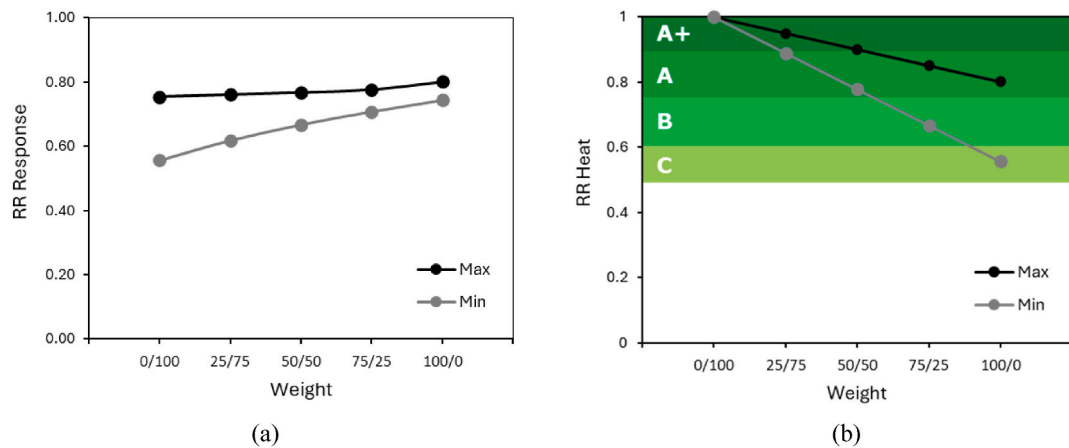 1.00
0.80
0.60
0.40
0.20
0.00
RR Response
0/100 25/75 50/50 75/25 100/0
Weight
Max
Min
(a)
1
0.8
0.6
0.4
0.2
0
RR Heat
A+
A
B
C
0/100 25/75 50/50 75/25 100/0
Weight
Max
Min
(b)